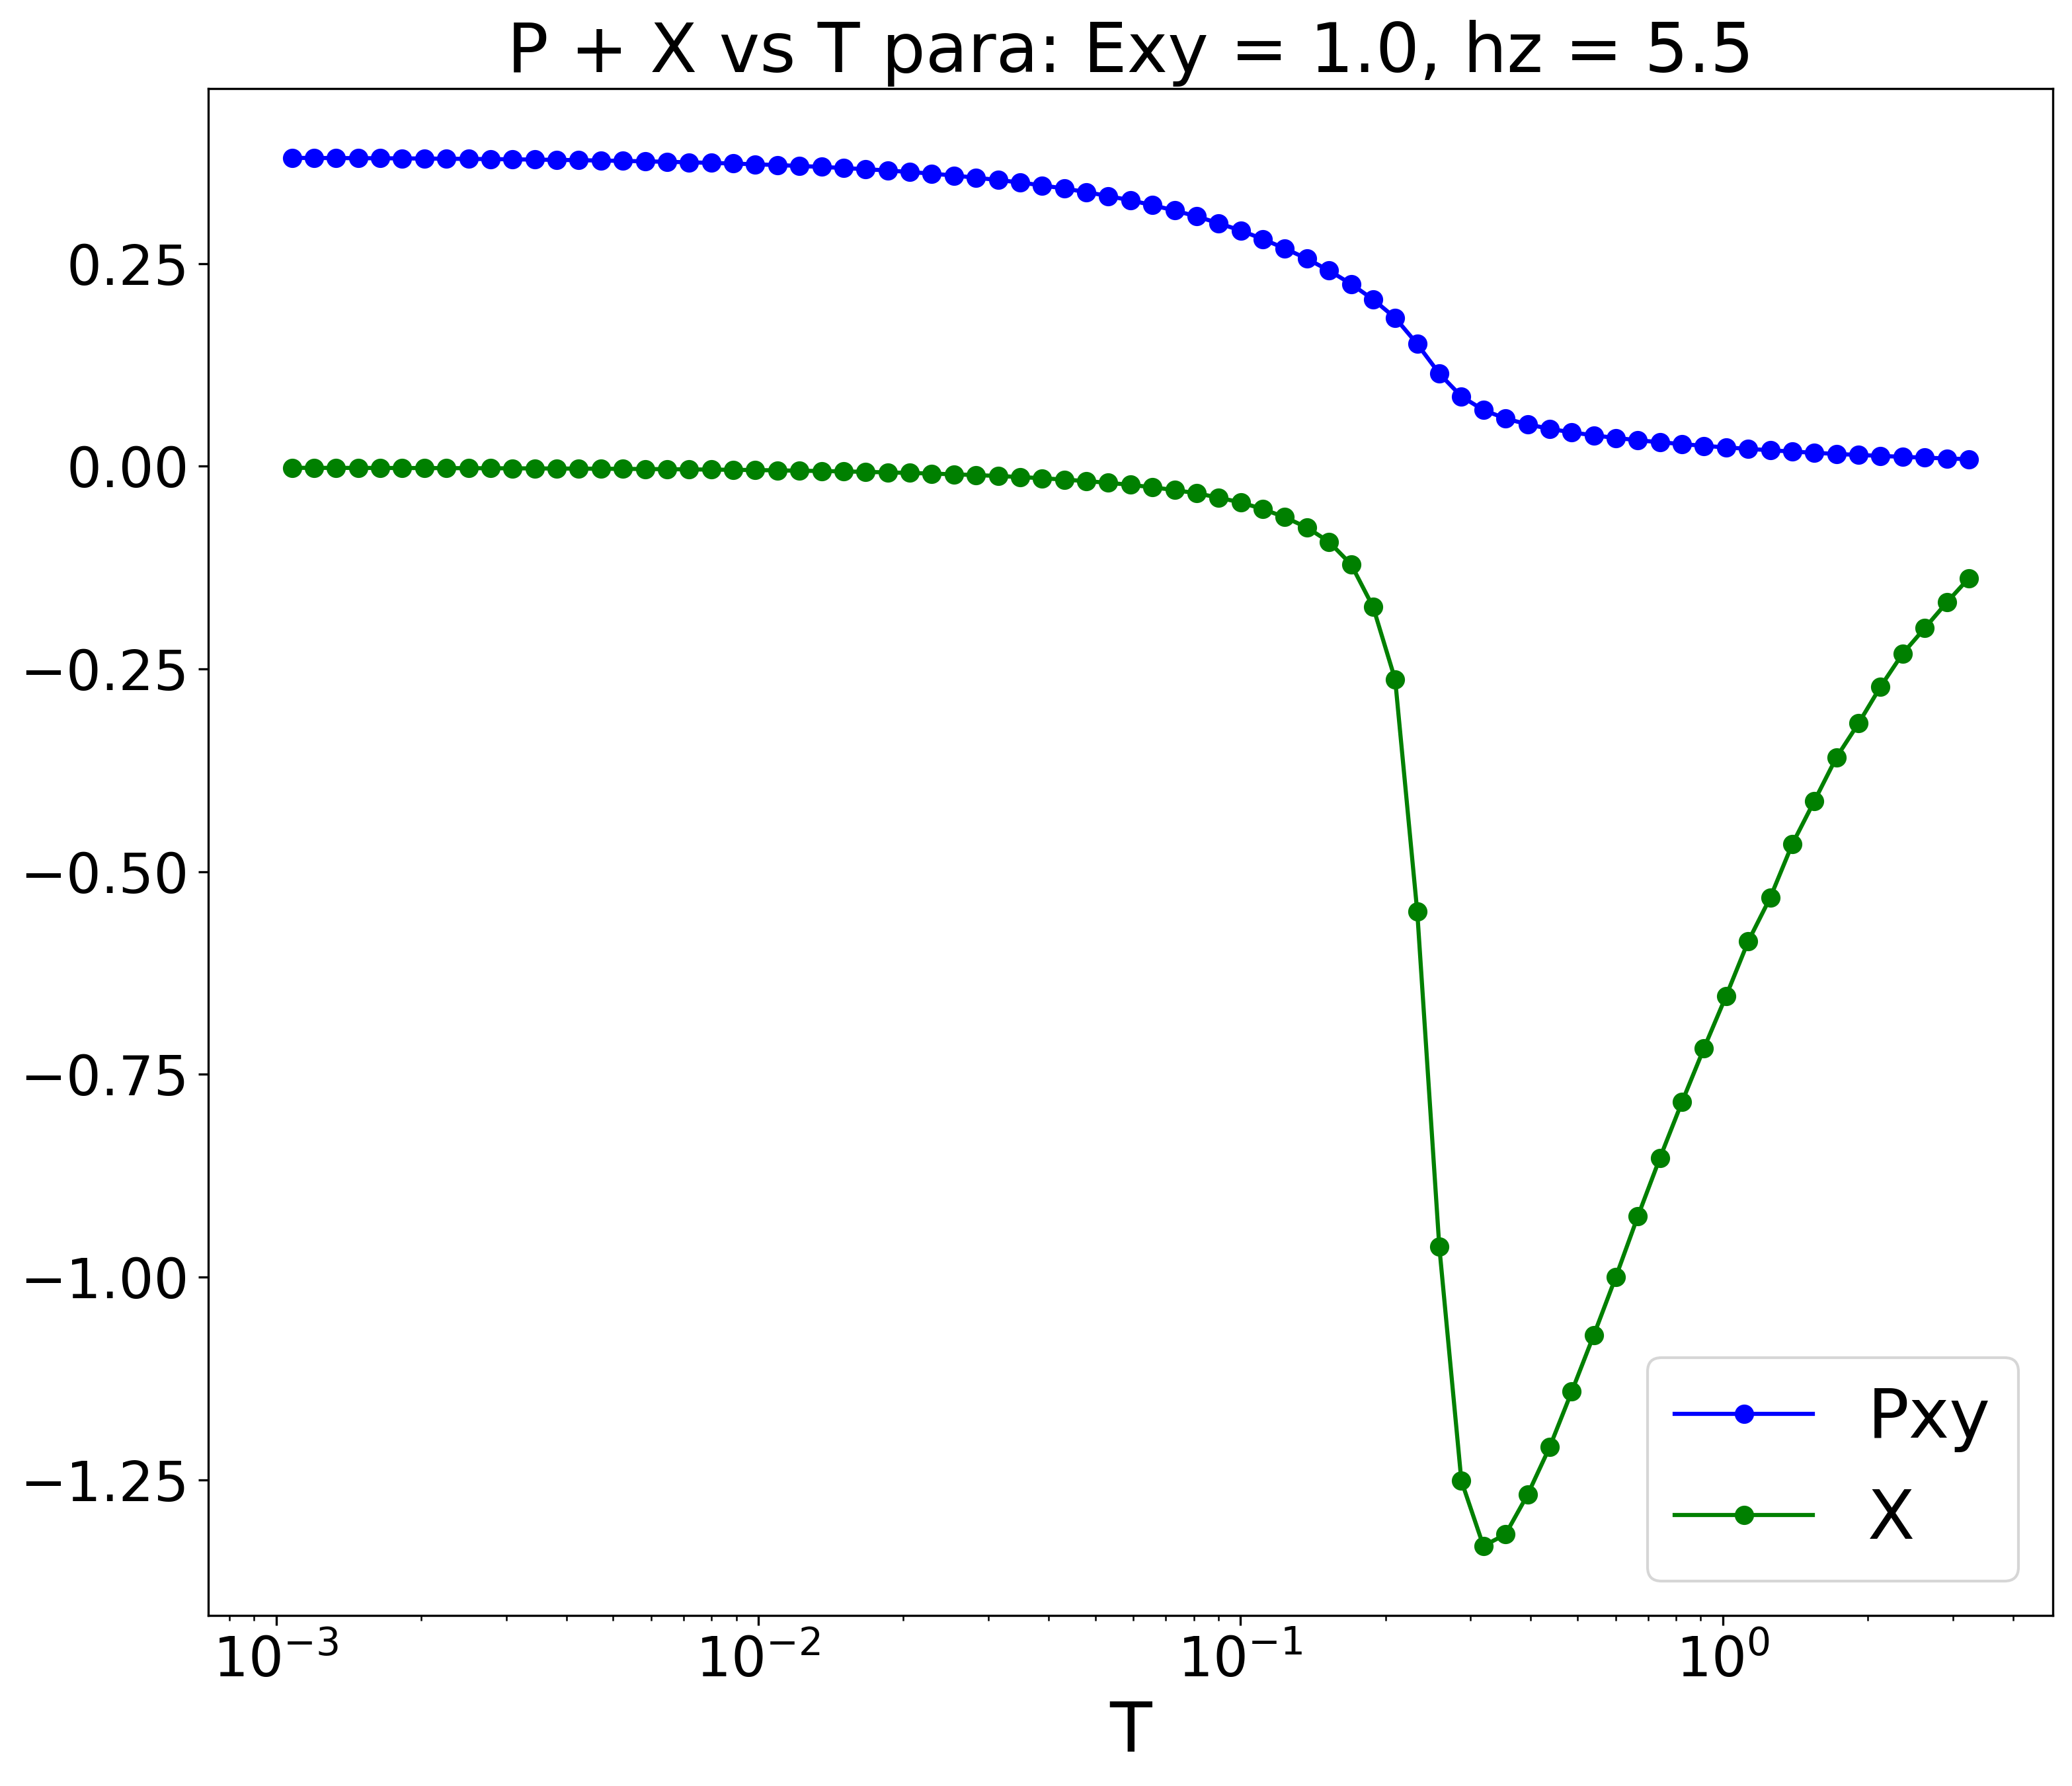 P + X vs T para: Exy = 1.0, hz = 5.5
0.25
0.00
−0.25
−0.50
−0.75
−1.00
−1.25
Pxy
X
10⁻³ 10⁻² 10⁻¹ 10⁰
T